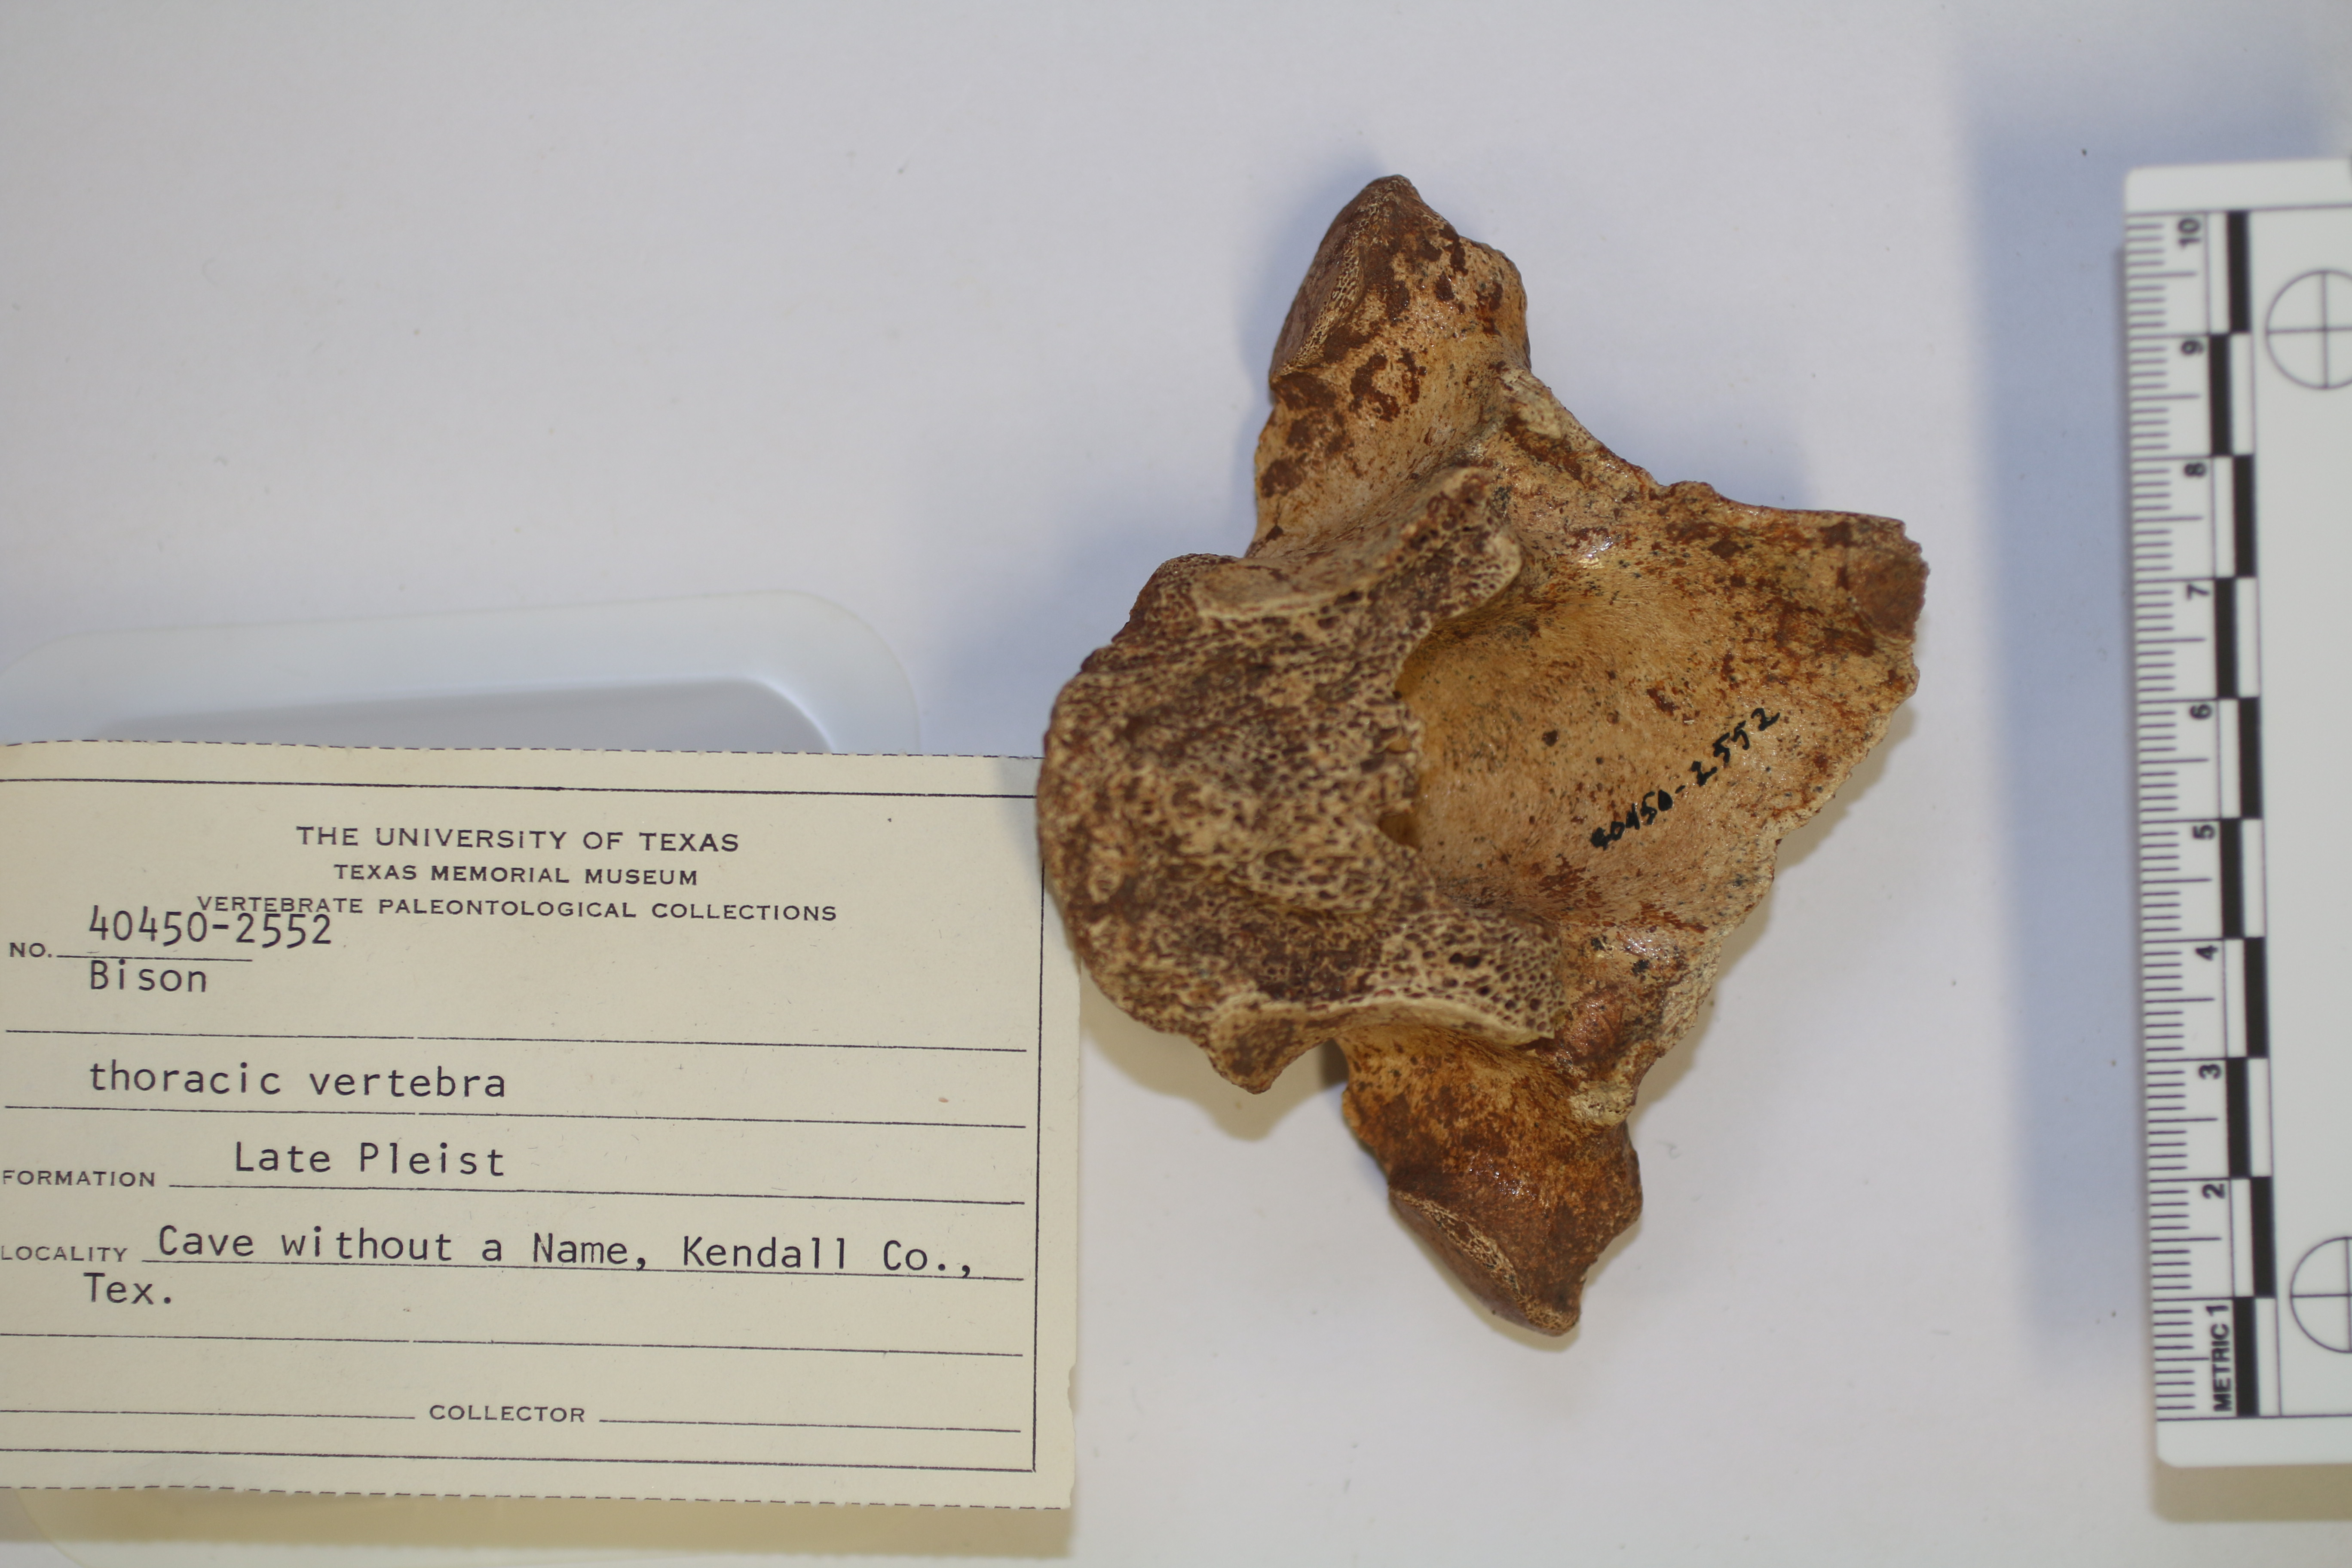 THE UNIVERSITY OF TEXAS
TEXAS MEMORIAL MUSEUM
VERTEBRATE PALEONTOLOGICAL COLLECTIONS
NO. 40450-2552
Bison
thoracic vertebra
FORMATION Late Pleist
LOCALITY Cave without a Name, Kendall Co.,
Tex.
COLLECTOR
40450-2552
10
9
8
7
6
5
4
3
2
METRIC 1